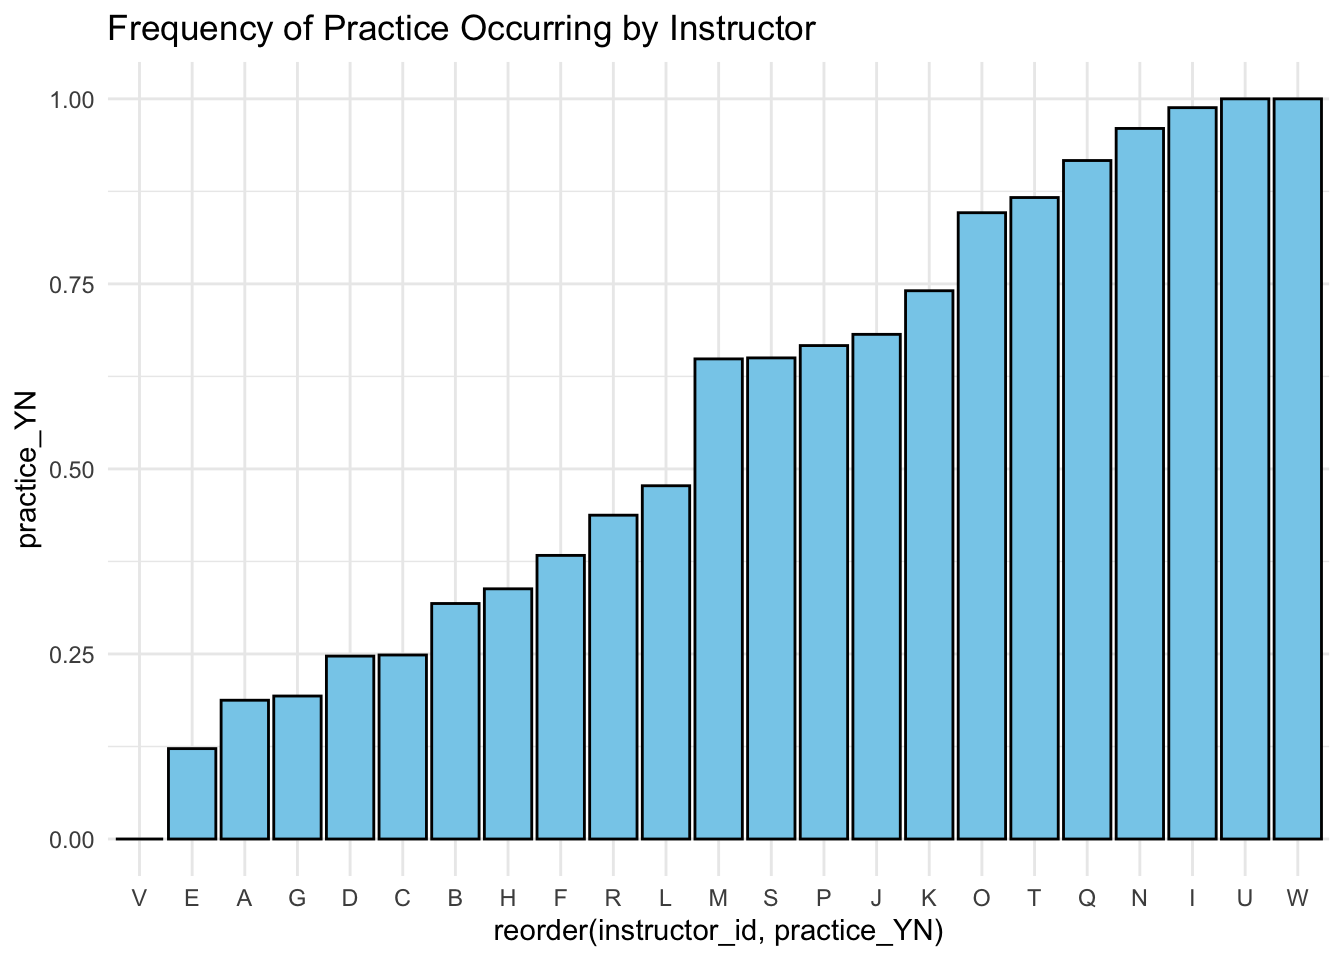 Frequency of Practice Occurring by Instructor
1.00
0.75
0.50
0.25
0.00
practice_YN
V E A G D C B H F R L M S P J K O T Q N I U W
reorder(instructor_id, practice_YN)